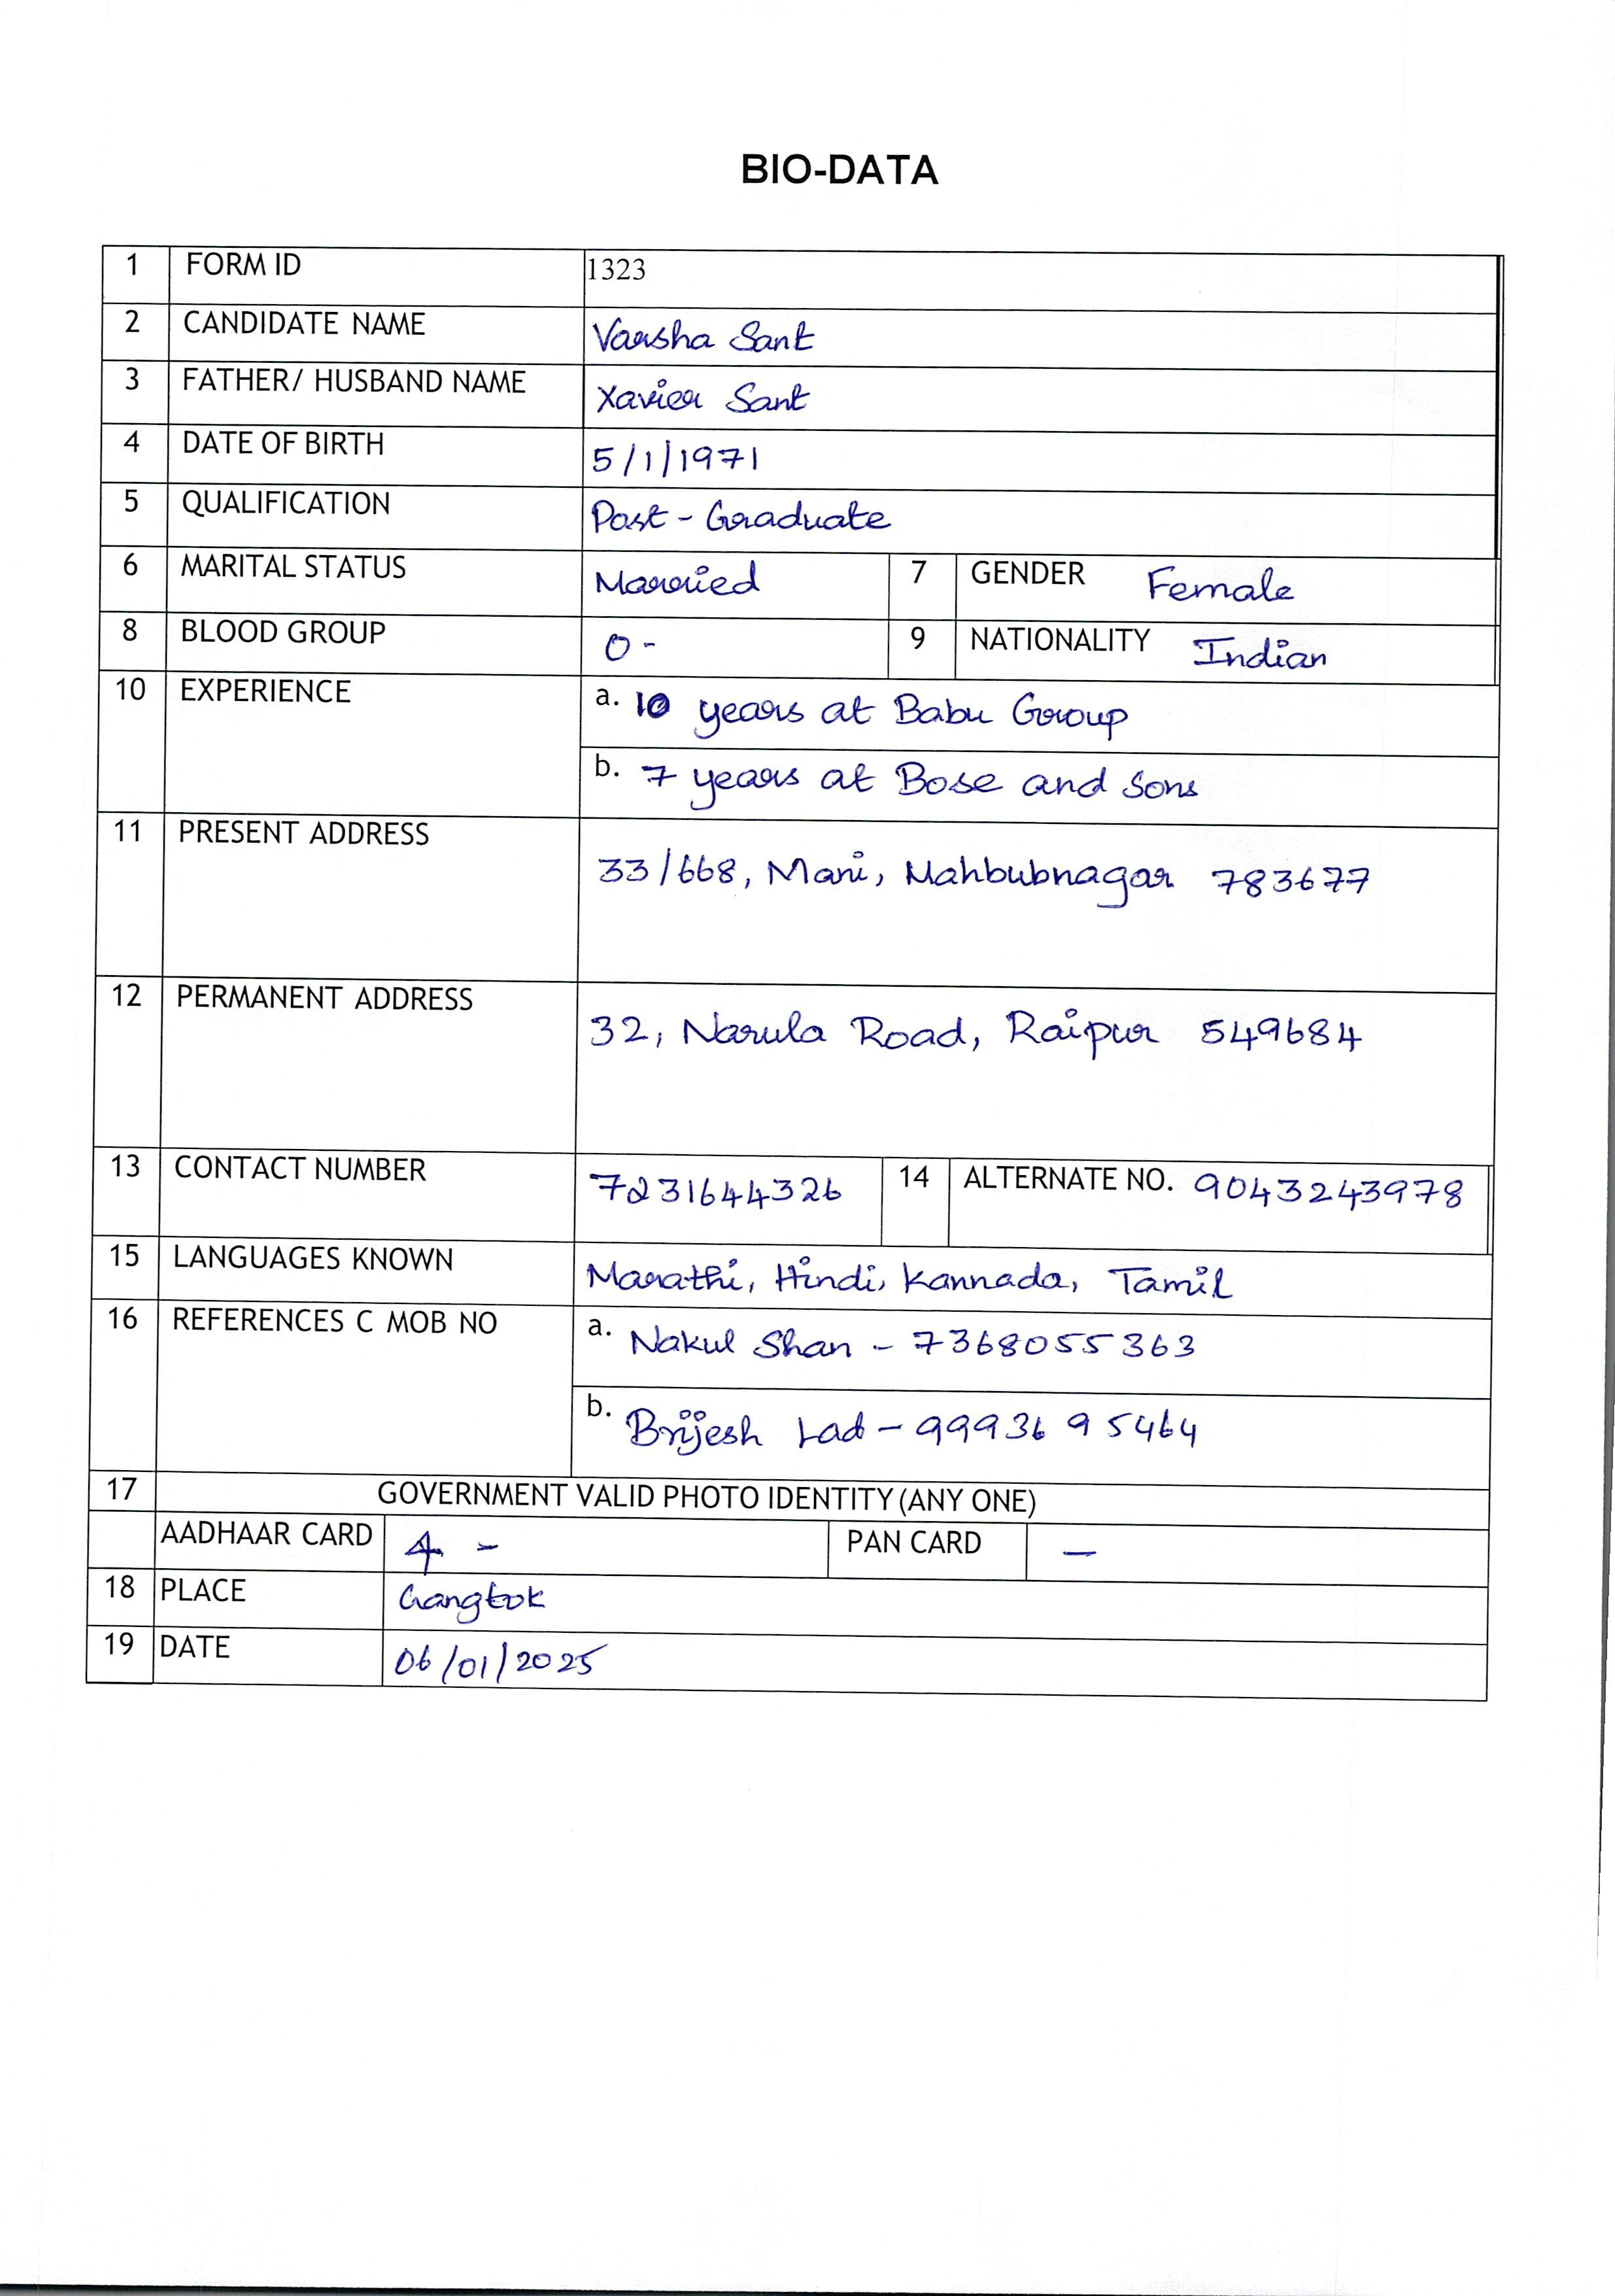 BIO-DATA
1 FORM ID 1323
2 CANDIDATE NAME Varsha Sant
3 FATHER/ HUSBAND NAME Xavier Sant
4 DATE OF BIRTH 5/1/1971
5 QUALIFICATION Post-Graduate
6 MARITAL STATUS Married 7 GENDER Female
8 BLOOD GROUP O- 9 NATIONALITY Indian
10 EXPERIENCE a. 10 years at Babu Group
b. 7 years at Bose and Sons
11 PRESENT ADDRESS 33/668, Mani, Mahbubnagar 783677
12 PERMANENT ADDRESS 32, Narula Road, Raipur 549684
13 CONTACT NUMBER 7231644326 14 ALTERNATE NO. 9043243978
15 LANGUAGES KNOWN Marathi, Hindi, Kannada, Tamil
16 REFERENCES C MOB NO a. Nakul Shan - 7368055363
b. Brijesh Lad - 9993695464
17 GOVERNMENT VALID PHOTO IDENTITY (ANY ONE)
AADHAAR CARD - PAN CARD -
18 PLACE Gangtok
19 DATE 06/01/2025